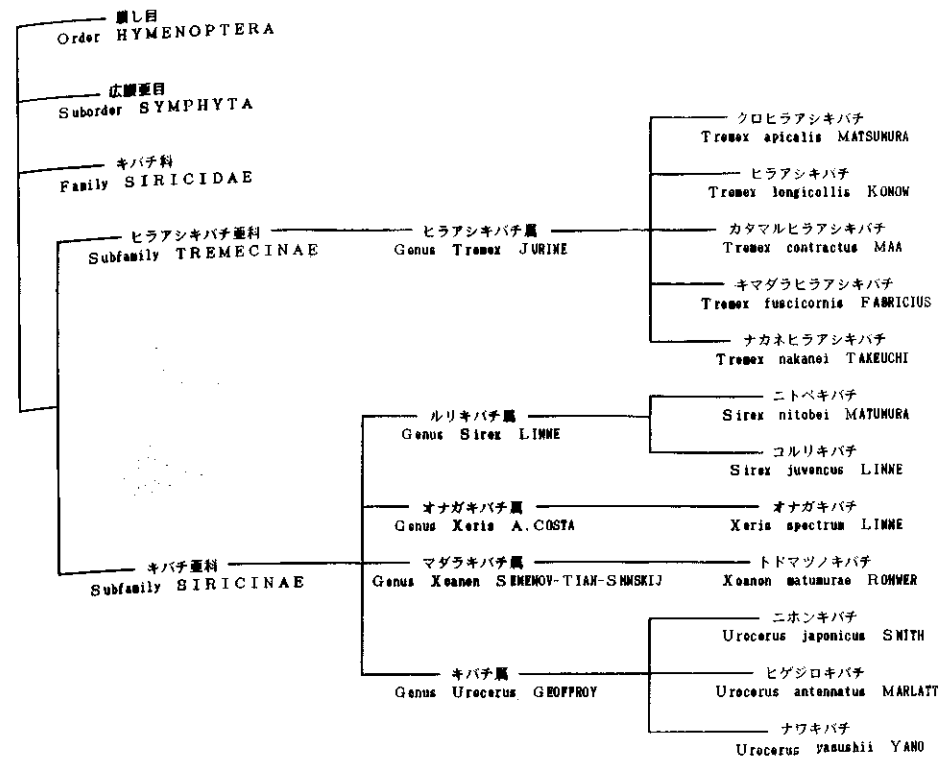 膜し目
Order HYMENOPTERA
広腰亜目
Suborder SYMPHYTA
キバチ科
Family SIRICIDAE
ヒラアシキバチ亜科
Subfamily TREMECINAE
ヒラアシキバチ属
Genus Tremex JURINE
クロヒラアシキバチ
Tremex apicalis MATSUMURA
ヒラアシキバチ
Tremex longicollis KONOW
カタマルヒラアシキバチ
Tremex contractus MAA
キマダラヒラアシキバチ
Tremex fuscicornis FABRICIUS
ナカネヒラアシキバチ
Tremex nakanei TAKEUCHI
キバチ亜科
Subfamily SIRICINAE
ルリキバチ属
Genus Sirex LINNE
ニトベキバチ
Sirex nitobei MATUMURA
コルリキバチ
Sirex juvencus LINNE
オナガキバチ属
Genus Xeris A.COSTA
オナガキバチ
Xeris spectrum LINNE
マダラキバチ属
Genus Xoanen SEMENOV-TIAN-SHNSKIJ
トドマツノキバチ
Xoanon matumurae ROHWER
キバチ属
Genus Urocerus GEOFFROY
ニホンキバチ
Urocerus japonicus SMITH
ヒゲジロキバチ
Urocerus antennatus MARLATT
ナワキバチ
Urocerus yasushii YANO